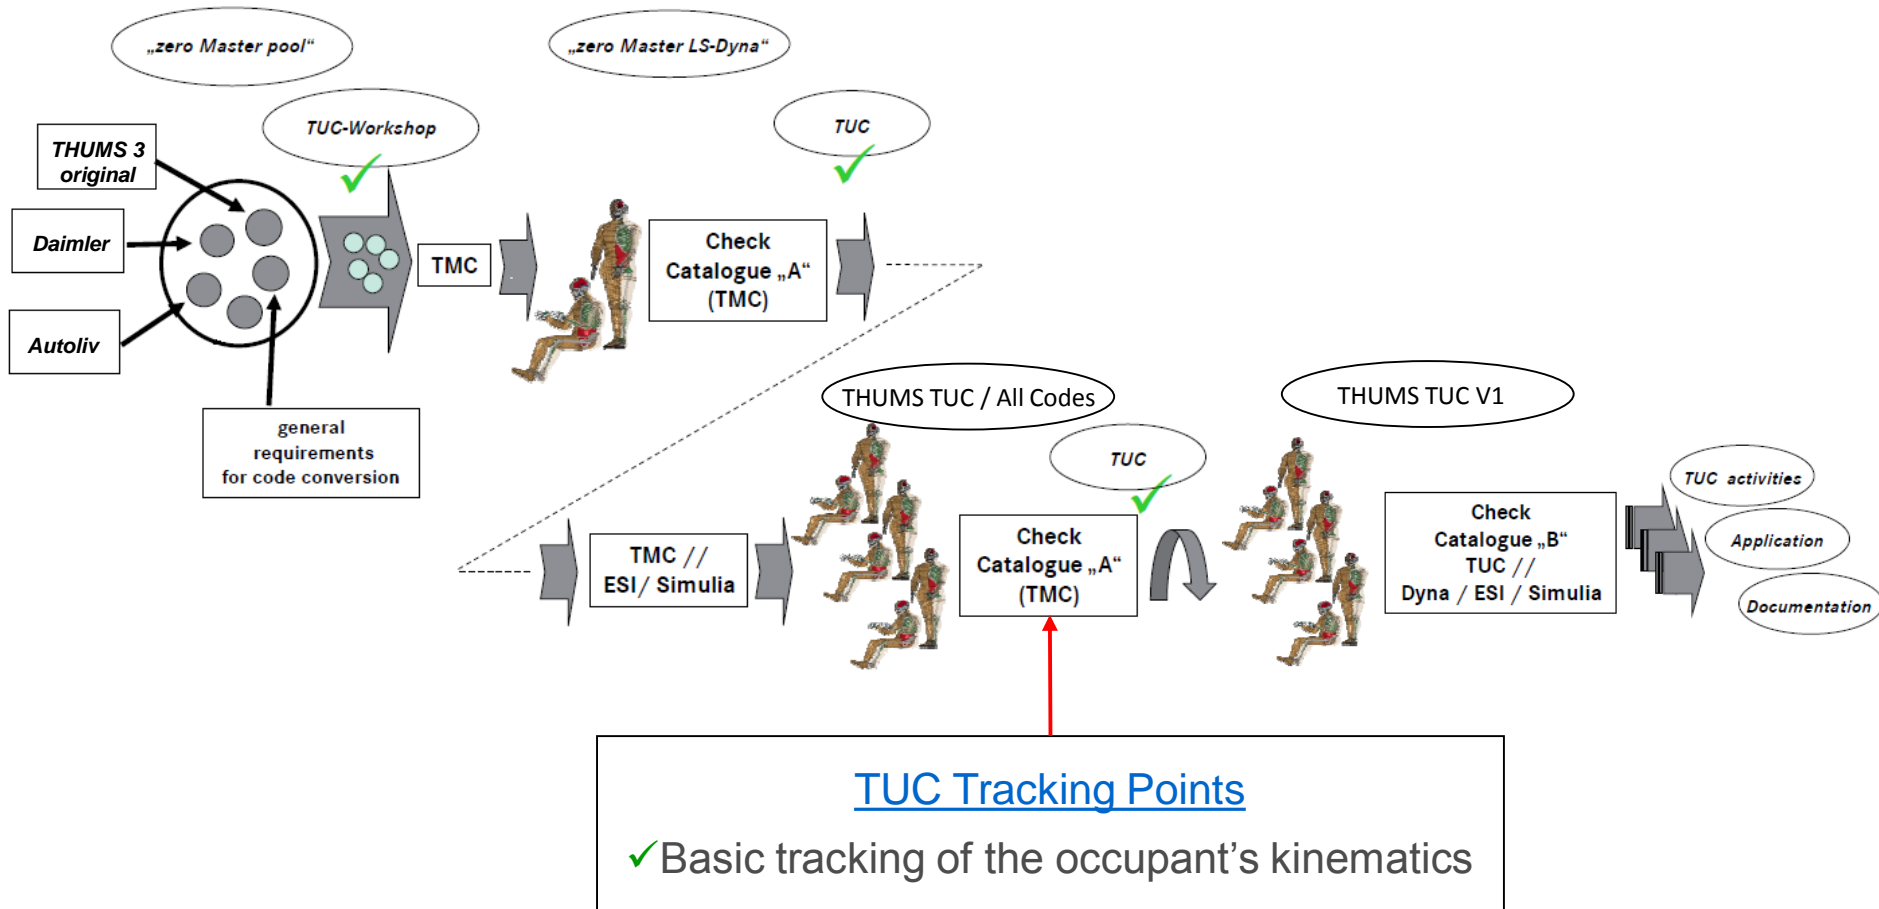 „zero Master pool“
„zero Master LS-Dyna“
TUC-Workshop
TUC
THUMS 3
original
Daimler
Autoliv
TMC
Check
Catalogue „A“
(TMC)
general
requirements
for code conversion
THUMS TUC / All Codes
THUMS TUC V1
TUC
TMC //
ESI/ Simulia
Check
Catalogue „A“
(TMC)
Check
Catalogue „B“
TUC //
Dyna / ESI / Simulia
TUC activities
Application
Documentation
TUC Tracking Points
✓Basic tracking of the occupant’s kinematics